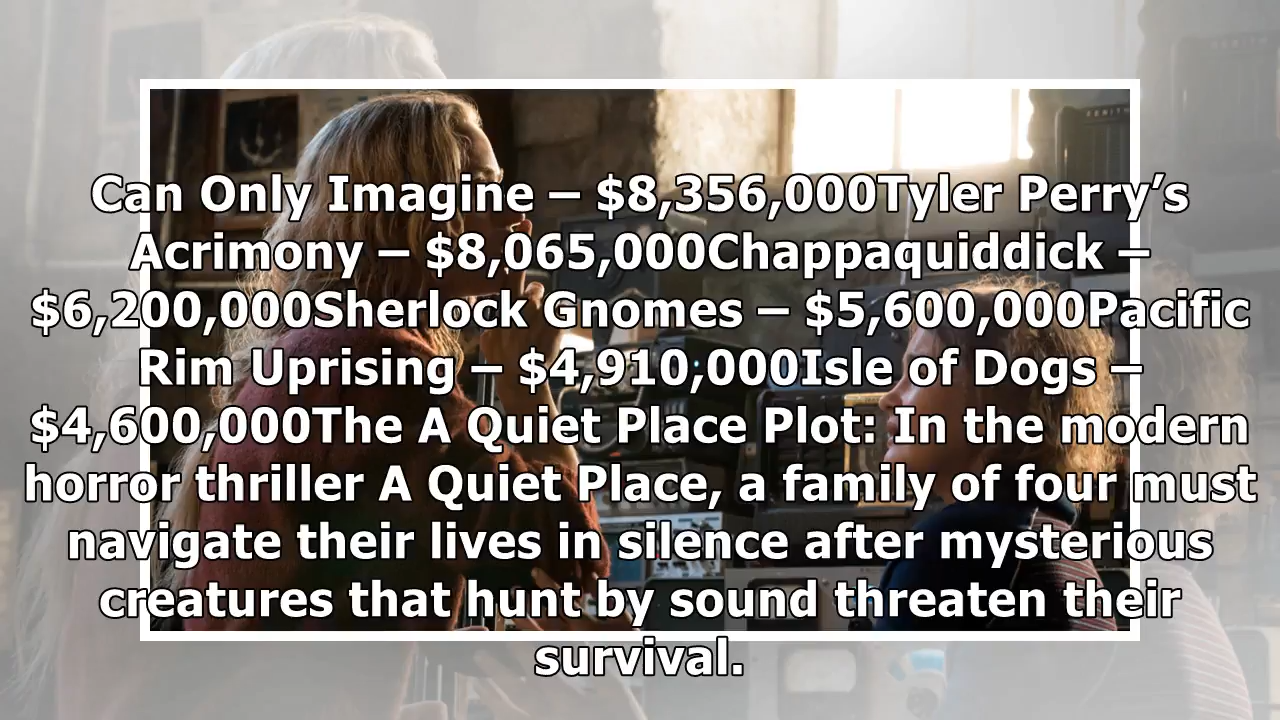 Can Only Imagine – $8,356,000Tyler Perry’s
Acrimony – $8,065,000Chappaquiddick –
$6,200,000Sherlock Gnomes – $5,600,000Pacific
Rim Uprising – $4,910,000Isle of Dogs –
$4,600,000The A Quiet Place Plot: In the modern
horror thriller A Quiet Place, a family of four must
navigate their lives in silence after mysterious
creatures that hunt by sound threaten their
survival.